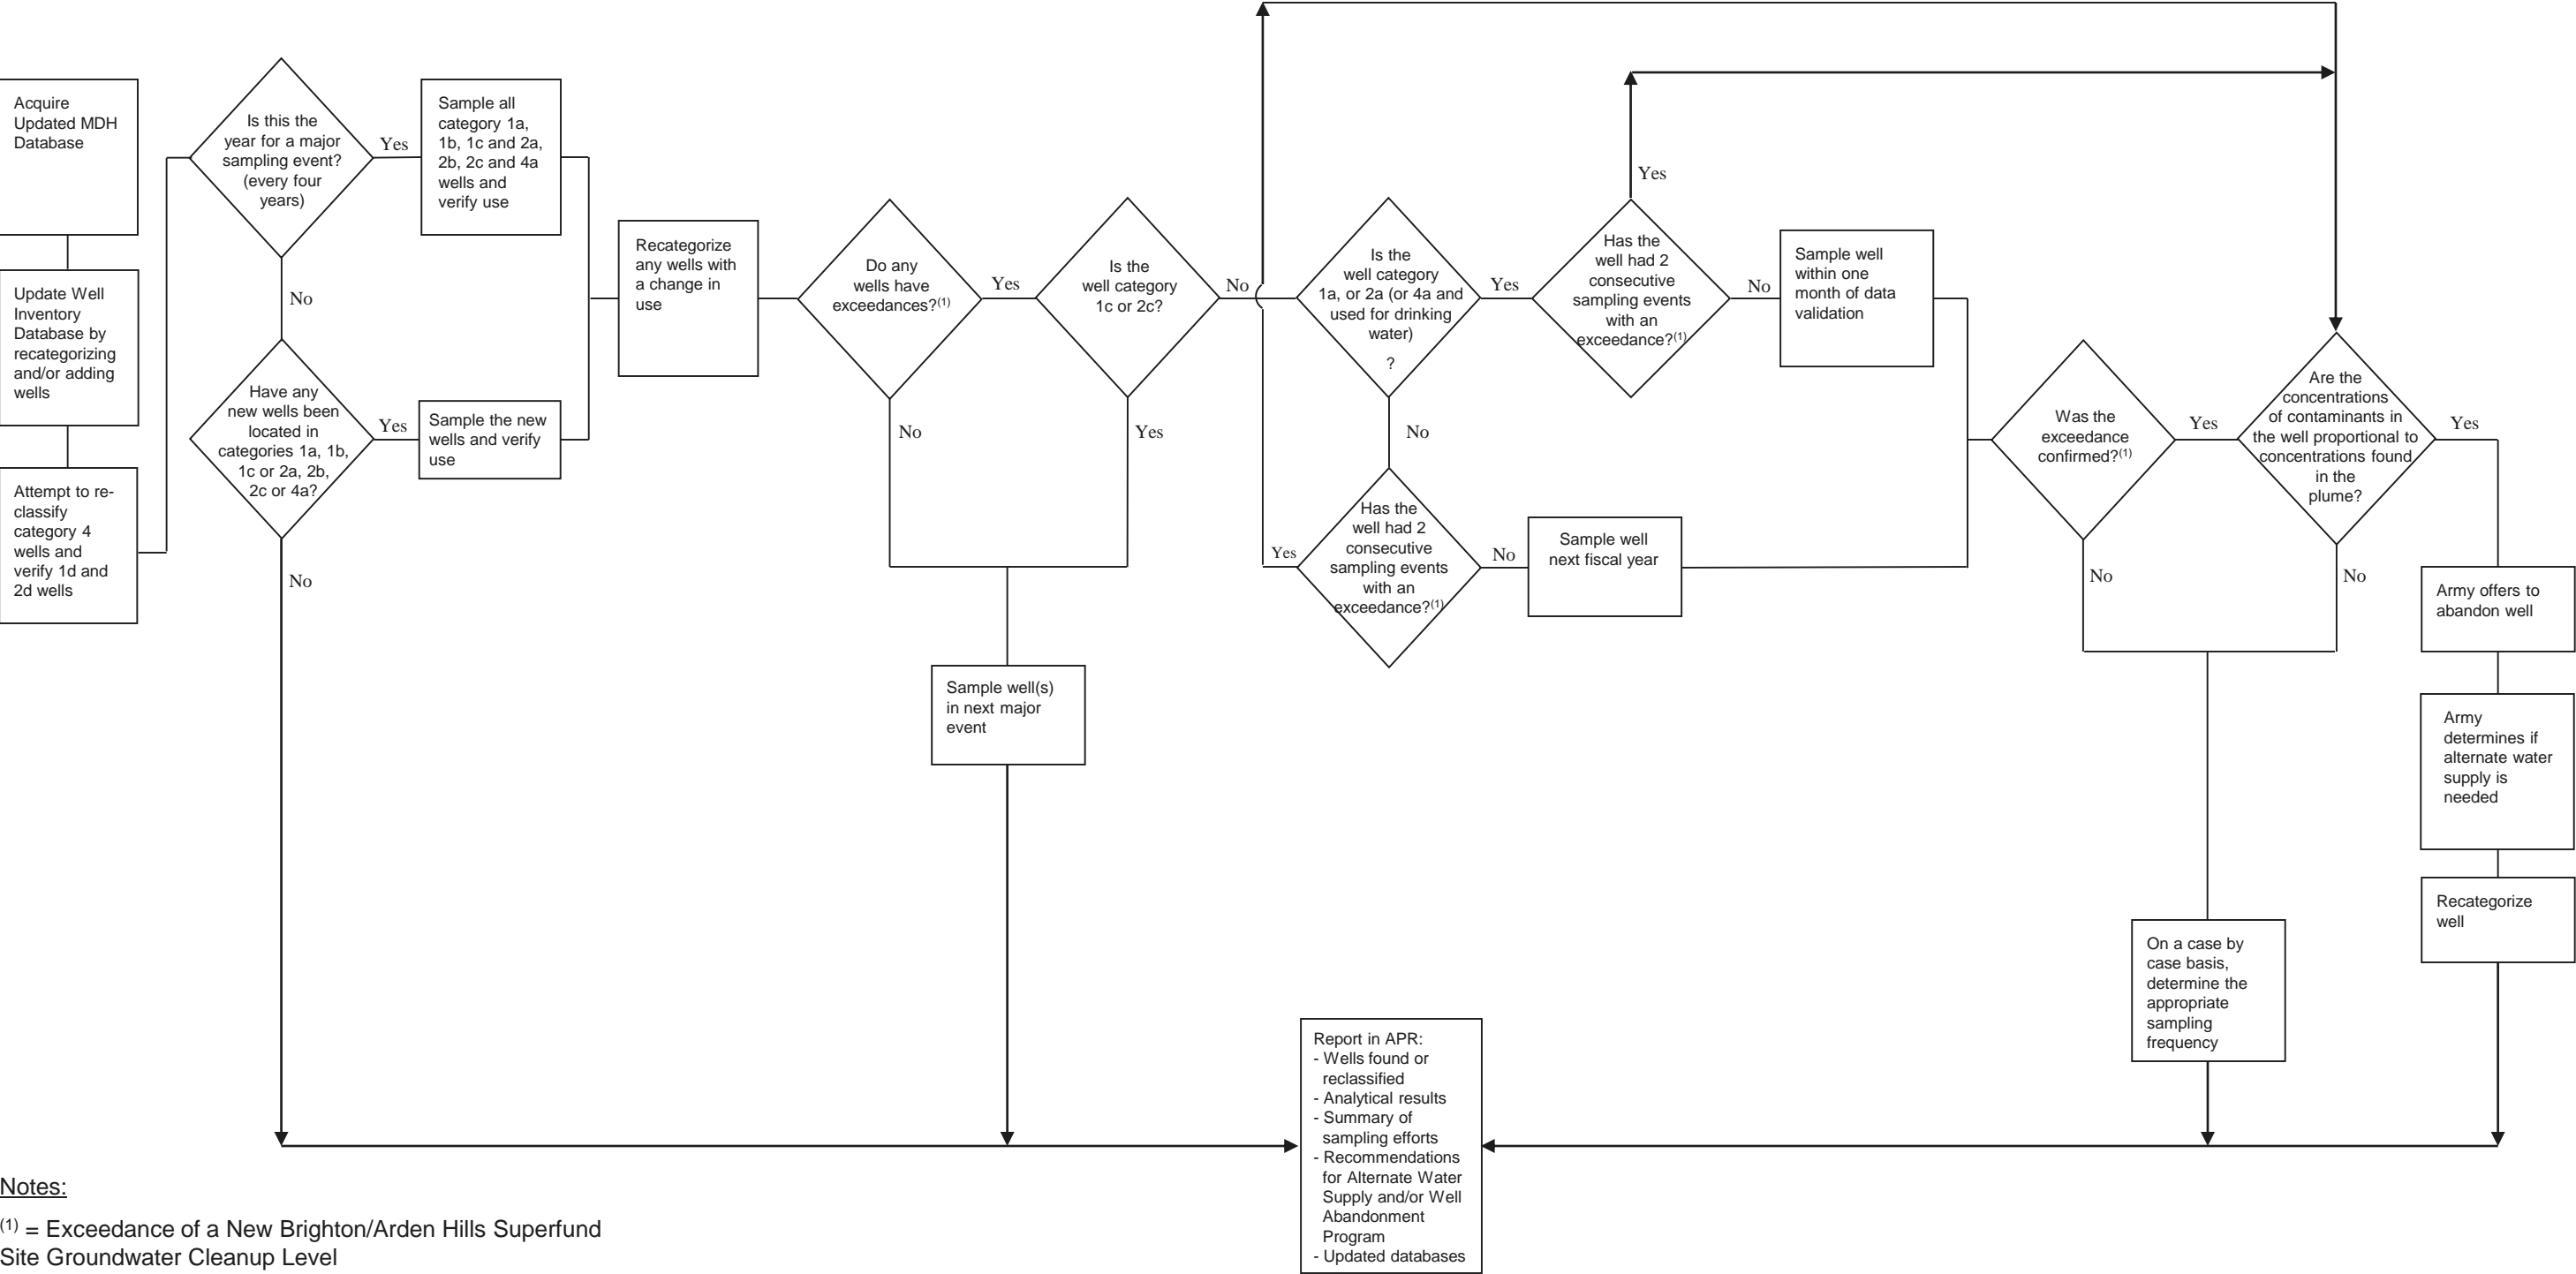 Acquire
Updated MDH
Database
Update Well
Inventory
Database by
recategorizing
and/or adding
wells
Attempt to re-
classify
category 4
wells and
verify 1d and
2d wells
Is this the
year for a major
sampling event?
(every four
years)
Yes
No
Sample all
category 1a,
1b, 1c and 2a,
2b, 2c and 4a
wells and
verify use
Have any
new wells been
located in
categories 1a, 1b,
1c or 2a, 2b,
2c or 4a?
Yes
No
Sample the new
wells and verify
use
Recategorize
any wells with
a change in
use
Do any
wells have
exceedances?(1)
Yes
No
Is the
well category
1c or 2c?
No
Yes
Sample well(s)
in next major
event
Is the
well category
1a, or 2a (or 4a and
used for drinking
water)
?
Yes
No
Has the
well had 2
consecutive
sampling events
with an
exceedance?(1)
Yes
No
Sample well
within one
month of data
validation
Has the
well had 2
consecutive
sampling events
with an
exceedance?(1)
Yes
No
Sample well
next fiscal year
Was the
exceedance
confirmed?(1)
Yes
No
Are the
concentrations
of contaminants in
the well proportional to
concentrations found
in the
plume?
Yes
No
Army offers to
abandon well
Army
determines if
alternate water
supply is
needed
Recategorize
well
On a case by
case basis,
determine the
appropriate
sampling
frequency
Report in APR:
- Wells found or
reclassified
- Analytical results
- Summary of
sampling efforts
- Recommendations
for Alternate Water
Supply and/or Well
Abandonment
Program
- Updated databases
Notes:
(1) = Exceedance of a New Brighton/Arden Hills Superfund
Site Groundwater Cleanup Level